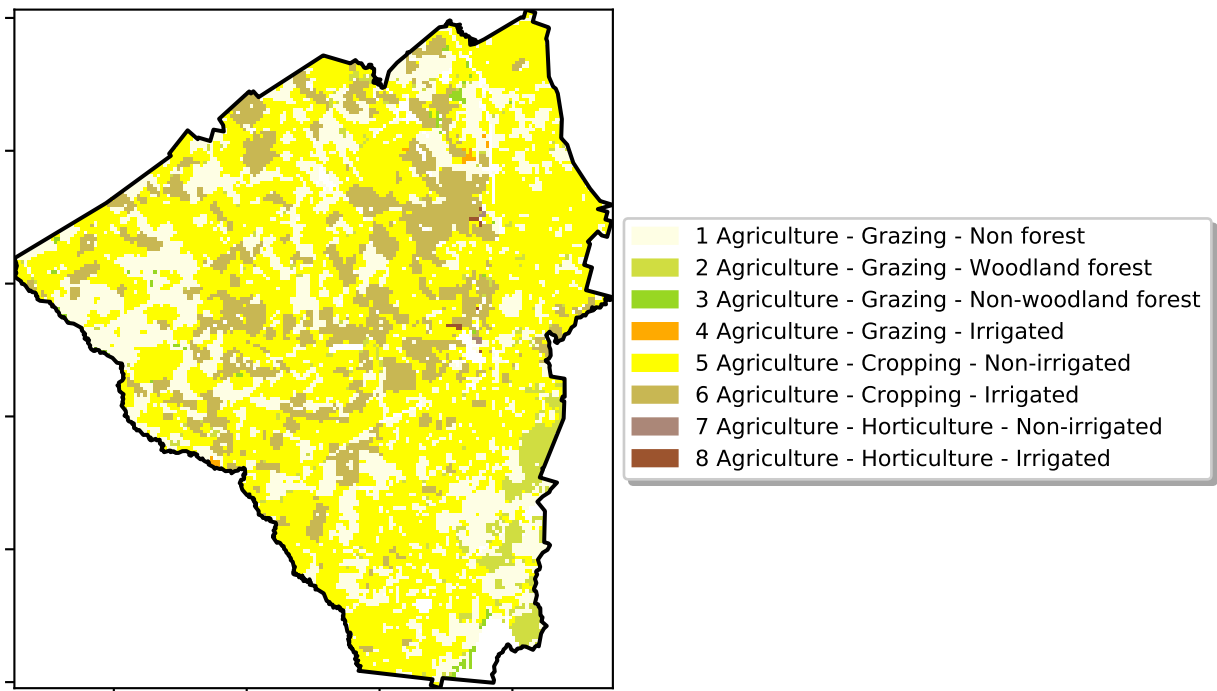 1 Agriculture - Grazing - Non forest
2 Agriculture - Grazing - Woodland forest
3 Agriculture - Grazing - Non-woodland forest
4 Agriculture - Grazing - Irrigated
5 Agriculture - Cropping - Non-irrigated
6 Agriculture - Cropping - Irrigated
7 Agriculture - Horticulture - Non-irrigated
8 Agriculture - Horticulture - Irrigated